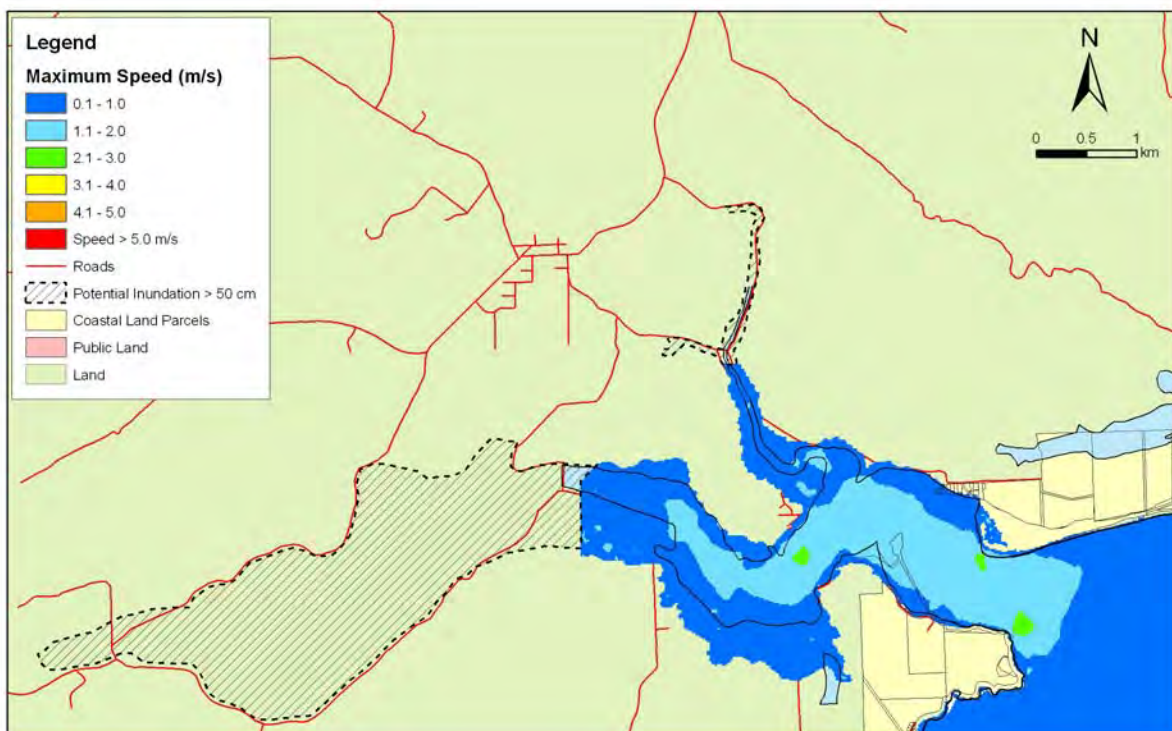 Legend
Maximum Speed (m/s)
0.1 - 1.0
1.1 - 2.0
2.1 - 3.0
3.1 - 4.0
4.1 - 5.0
Speed > 5.0 m/s
Roads
Potential Inundation > 50 cm
Coastal Land Parcels
Public Land
Land
N
0 0.5 1
km